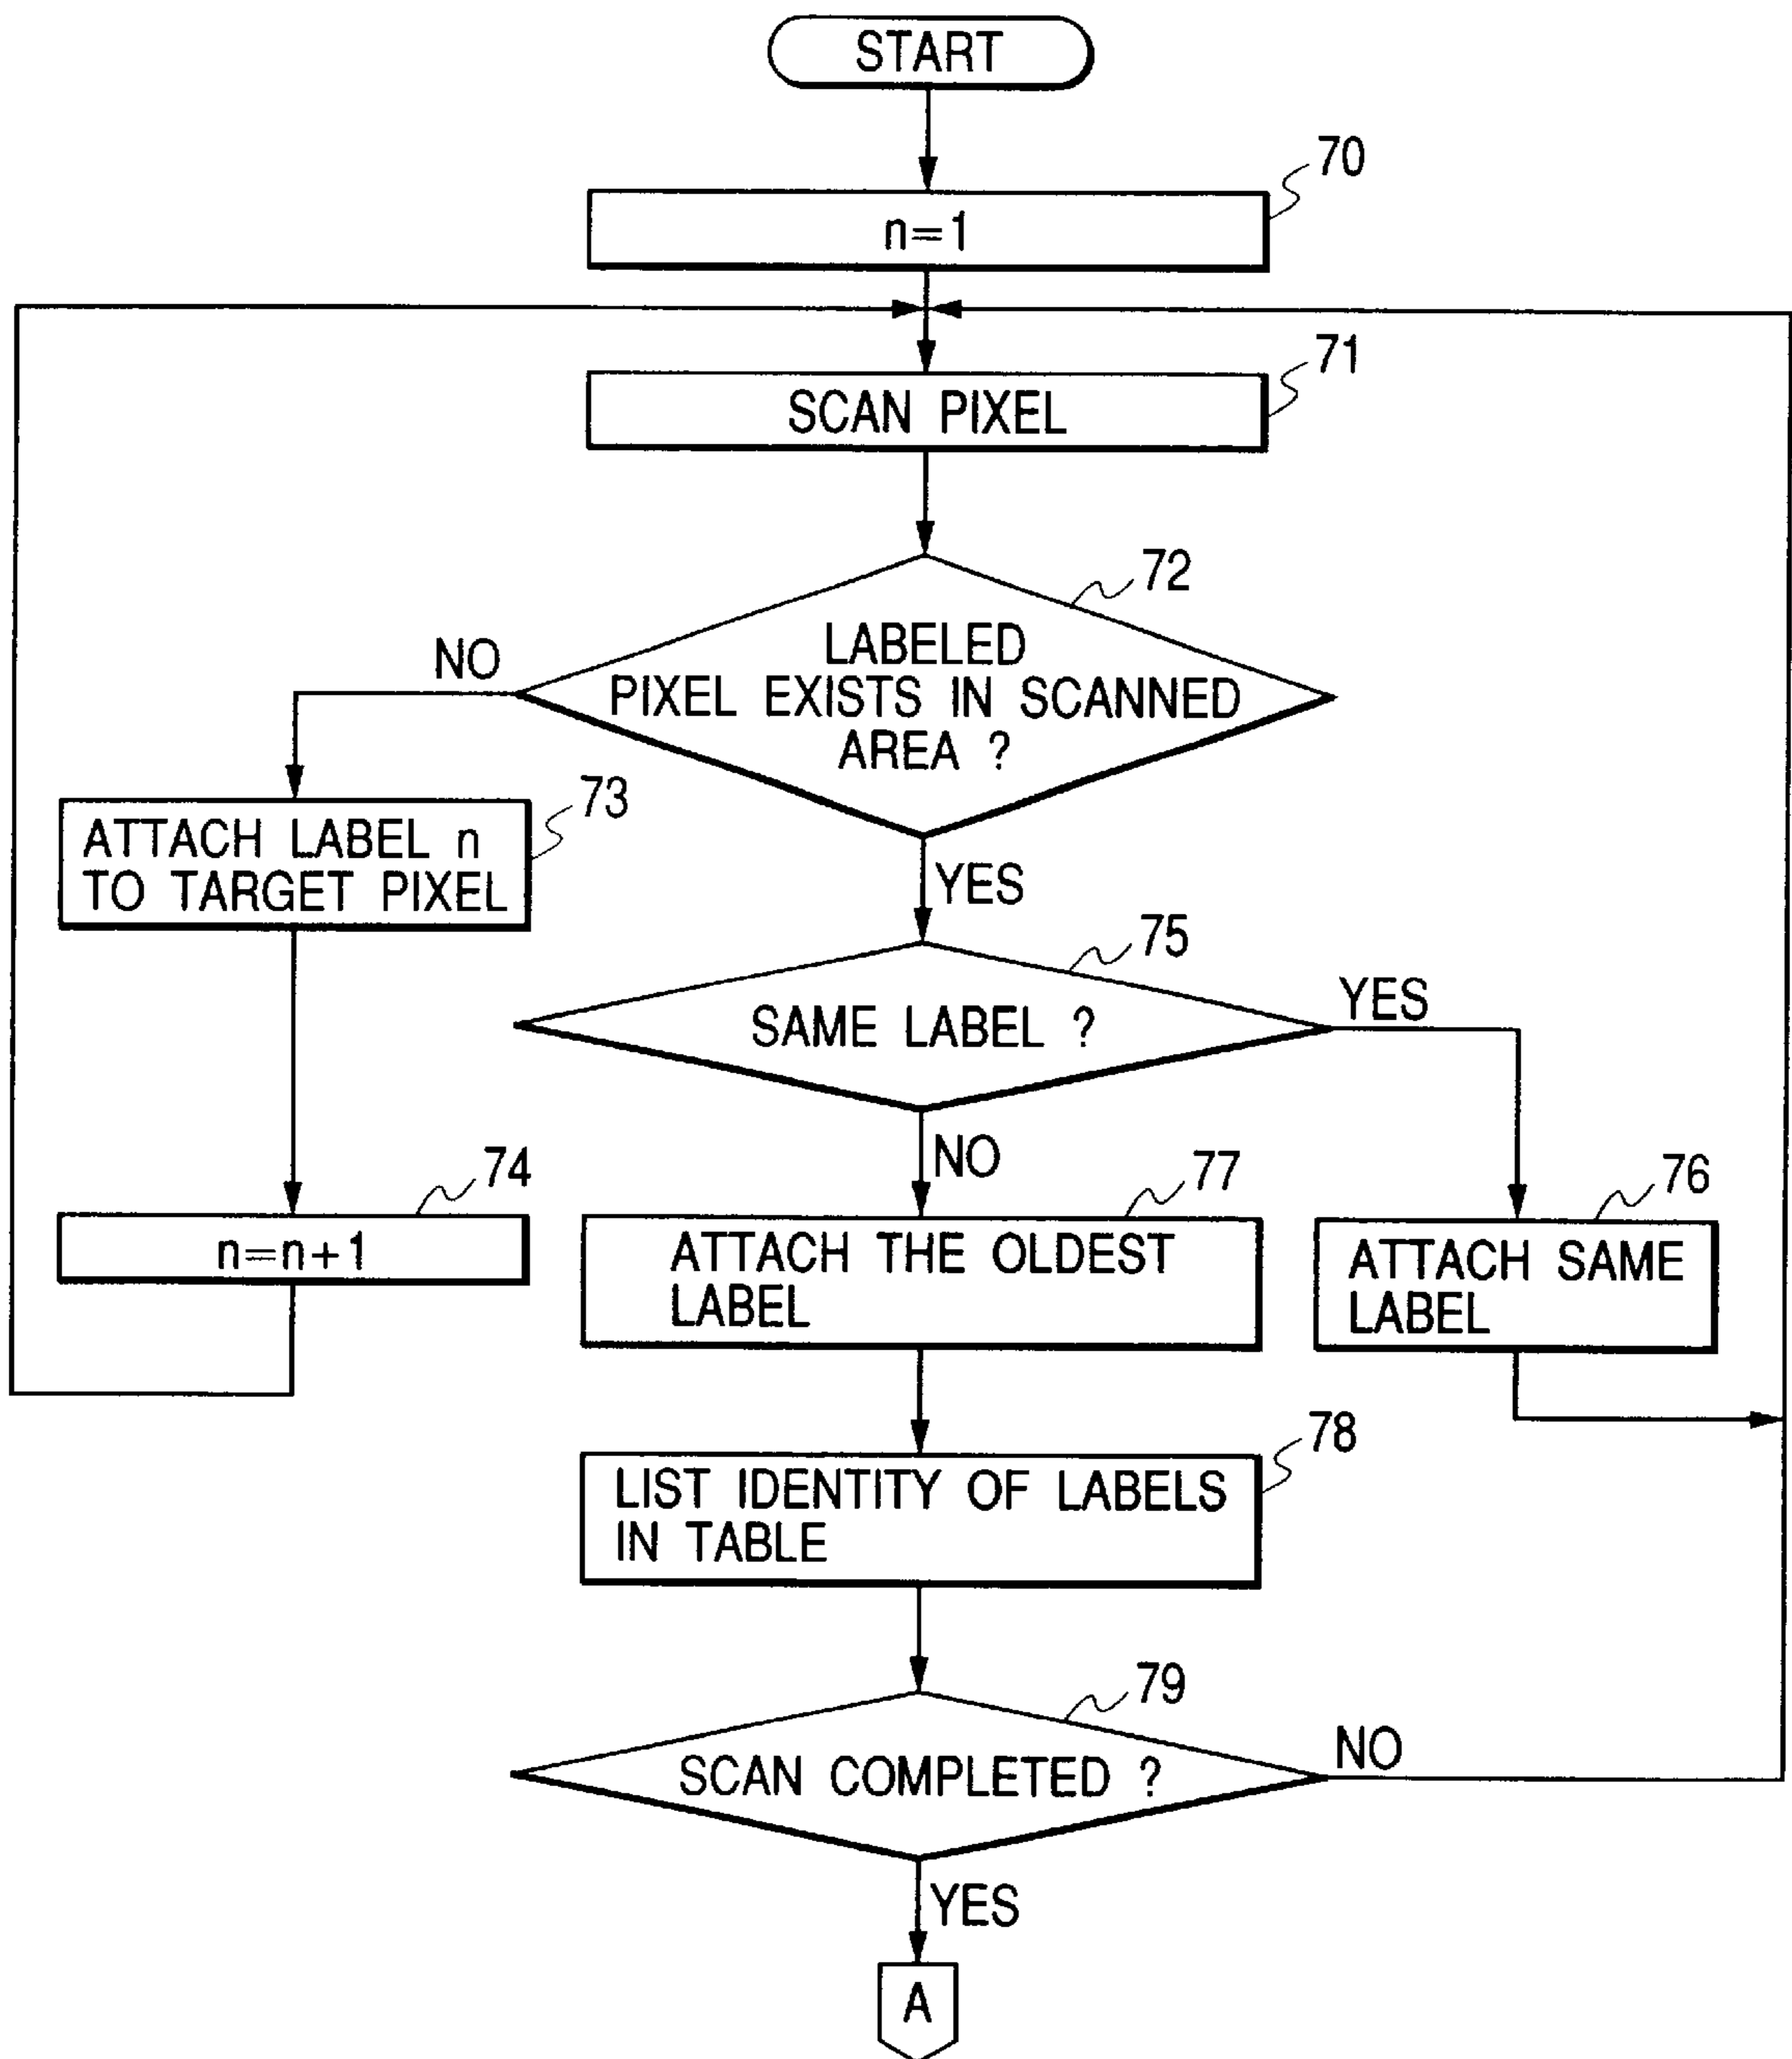 START
70
n=1
71
SCAN PIXEL
72
LABELED
PIXEL EXISTS IN SCANNED
AREA ?
NO
YES
73
ATTACH LABEL n
TO TARGET PIXEL
75
SAME LABEL ?
YES
NO
74
n=n+1
77
ATTACH THE OLDEST
LABEL
76
ATTACH SAME
LABEL
78
LIST IDENTITY OF LABELS
IN TABLE
79
SCAN COMPLETED ?
NO
YES
A